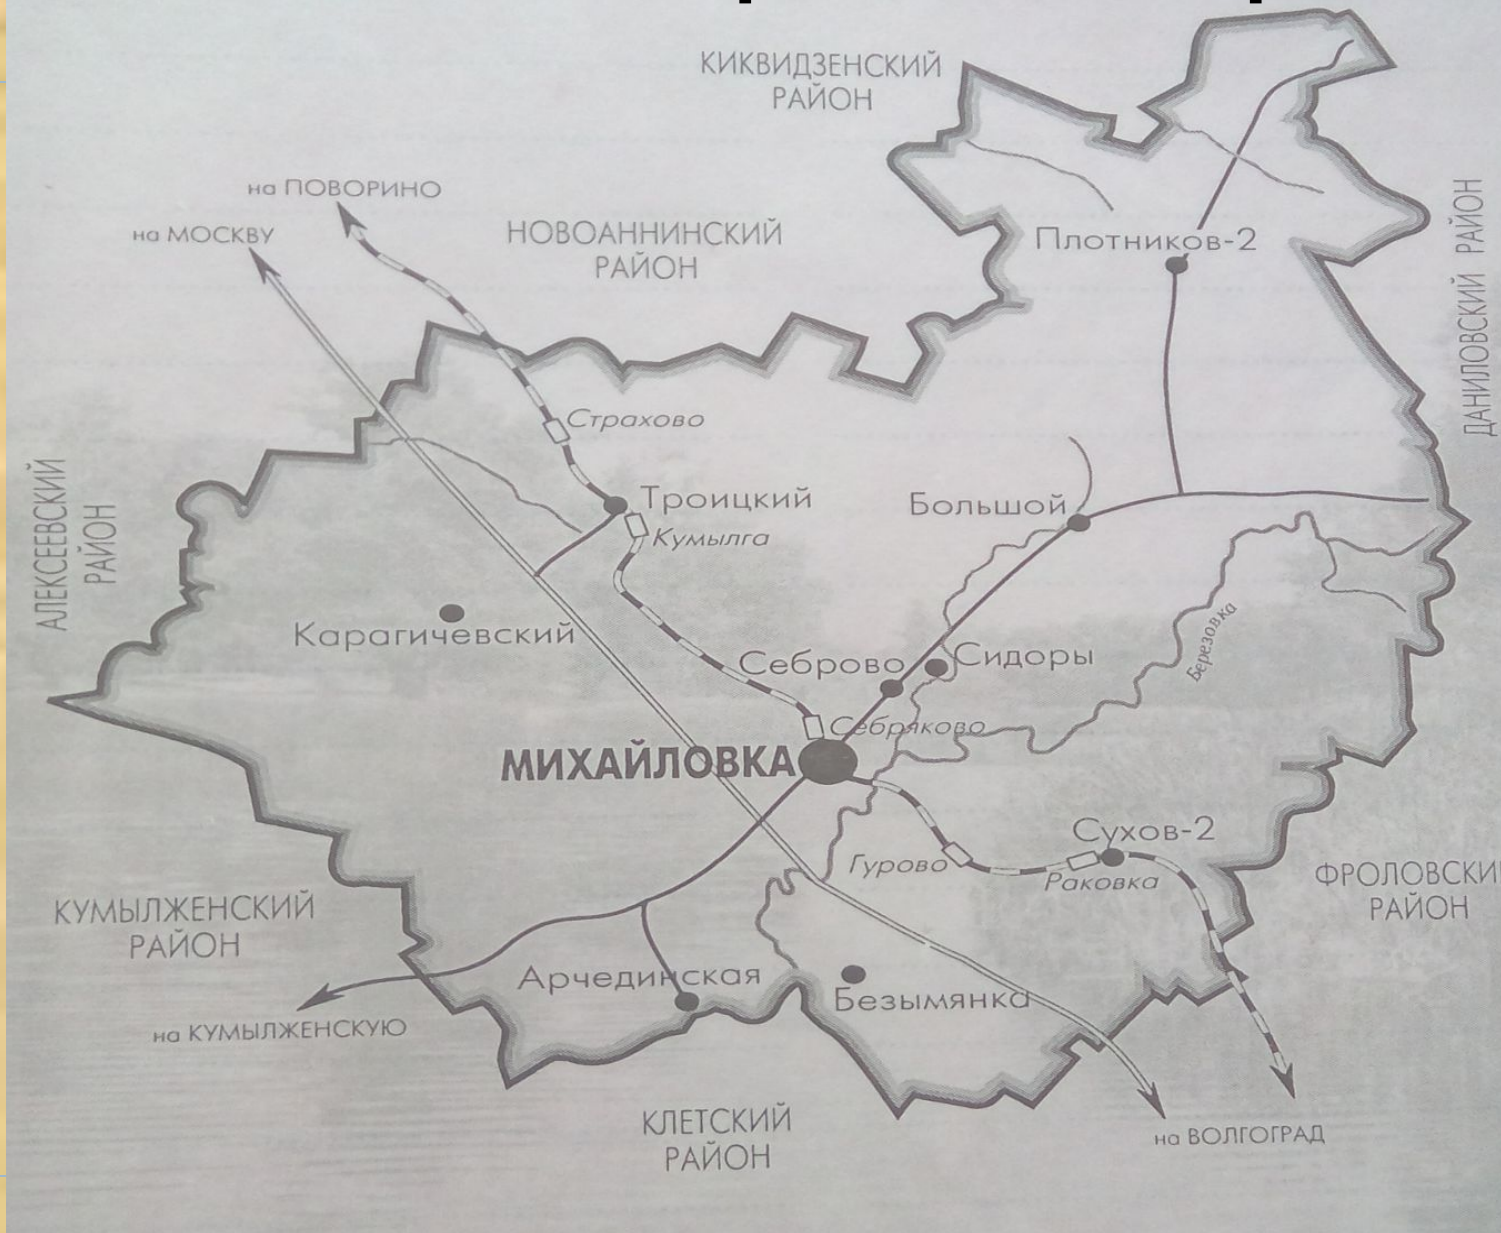 КИКВИДЗЕНСКИЙ
РАЙОН
на ПОВОРИНО
на МОСКВУ
НОВОАННИНСКИЙ
РАЙОН
Плотников-2
ДАНИЛОВСКИЙ РАЙОН
Страхово
Троицкий
Кумылга
Большой
АЛЕКСЕЕВСКИЙ
РАЙОН
Карагичевский
Березовка
Себрово
Сидоры
Себряково
МИХАЙЛОВКА
Сухов-2
Гурово
Раковка
ФРОЛОВСКИ
РАЙОН
КУМЫЛЖЕНСКИЙ
РАЙОН
Арчединская
Безымянка
на КУМЫЛЖЕНСКУЮ
КЛЕТСКИЙ
РАЙОН
на ВОЛГОГРАД